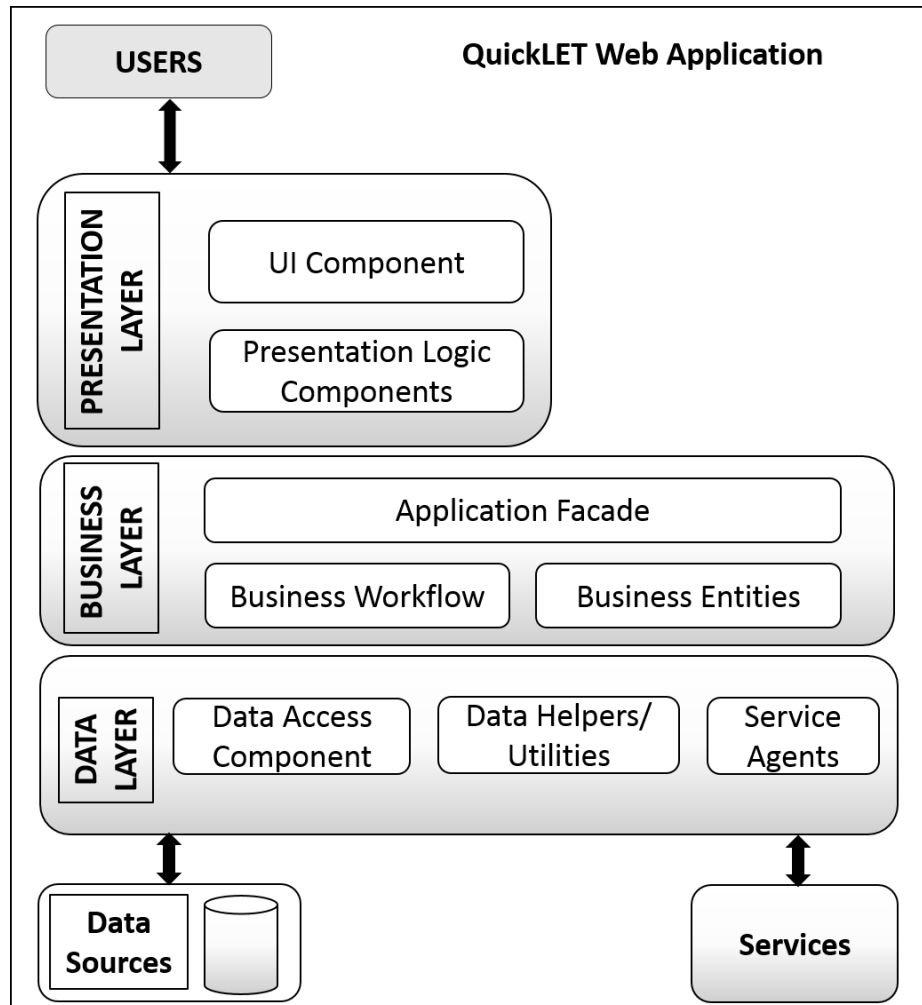 USERS
QuickLET Web Application
PRESENTATION
LAYER
UI Component
Presentation Logic
Components
BUSINESS
LAYER
Application Facade
Business Workflow
Business Entities
DATA
LAYER
Data Access
Component
Data Helpers/
Utilities
Service
Agents
Data
Sources
Services